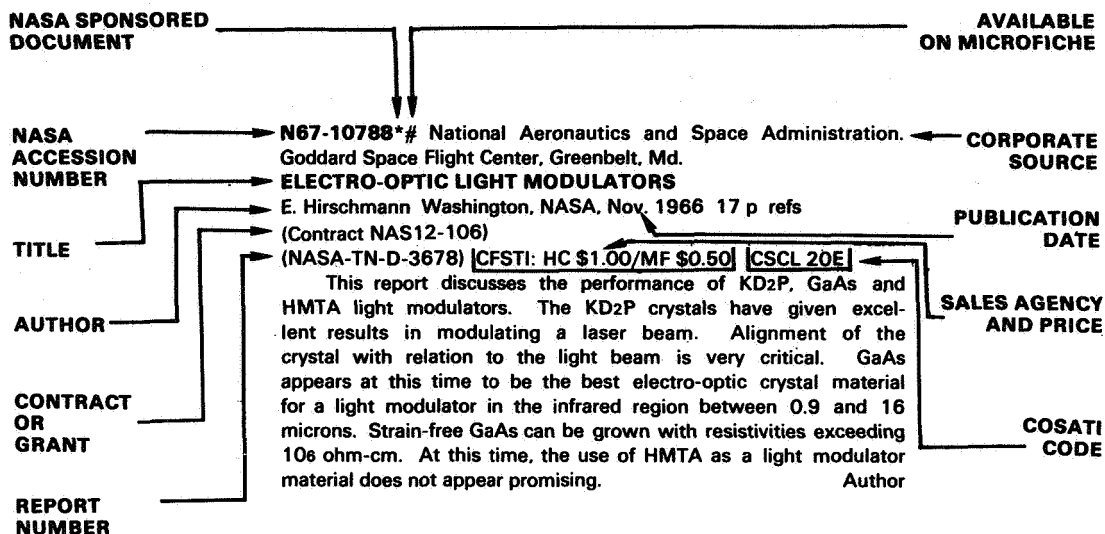 NASA SPONSORED
DOCUMENT
AVAILABLE
ON MICROFICHE
NASA
ACCESSION
NUMBER
TITLE
AUTHOR
CONTRACT
OR
GRANT
REPORT
NUMBER
N67-10788*# National Aeronautics and Space Administration.
Goddard Space Flight Center, Greenbelt, Md.
ELECTRO-OPTIC LIGHT MODULATORS
E. Hirschmann Washington, NASA, Nov. 1966 17 p refs
(Contract NAS12-106)
(NASA-TN-D-3678) CFSTI: HC $1.00/MF $0.50 CSCL 20E
This report discusses the performance of KD2P, GaAs and
HMTA light modulators. The KD2P crystals have given excel-
lent results in modulating a laser beam. Alignment of the
crystal with relation to the light beam is very critical. GaAs
appears at this time to be the best electro-optic crystal material
for a light modulator in the infrared region between 0.9 and 16
microns. Strain-free GaAs can be grown with resistivities exceeding
106 ohm-cm. At this time, the use of HMTA as a light modulator
material does not appear promising. Author
CORPORATE
SOURCE
PUBLICATION
DATE
SALES AGENCY
AND PRICE
COSATI
CODE